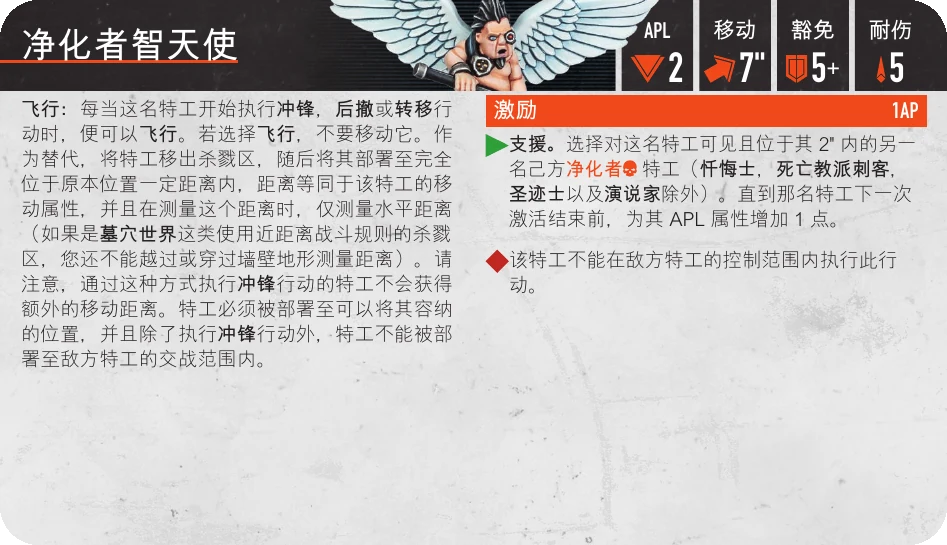 净化者智天使
APL 移动 豁免 耐伤
2 7" 5+ 5
飞行：每当这名特工开始执行冲锋，后撤或转移行
动时，便可以飞行。若选择飞行，不要移动它。作
为替代，将特工移出杀戮区，随后将其部署至完全
位于原本位置一定距离内，距离等同于该特工的移
动属性，并且在测量这个距离时，仅测量水平距离
（如果是墓穴世界这类使用近距离战斗规则的杀戮
区，您还不能越过或穿过墙壁地形测量距离）。请
注意，通过这种方式执行冲锋行动的特工不会获得
额外的移动距离。特工必须被部署至可以将其容纳
的位置，并且除了执行冲锋行动外，特工不能被部
署至敌方特工的交战范围内。
激励 1AP
支援。选择对这名特工可见且位于其 2" 内的另一
名己方净化者 特工（忏悔士，死亡教派刺客，
圣迹士以及演说家除外）。直到那名特工下一次
激活结束前，为其 APL 属性增加 1 点。
该特工不能在敌方特工的控制范围内执行此行
动。